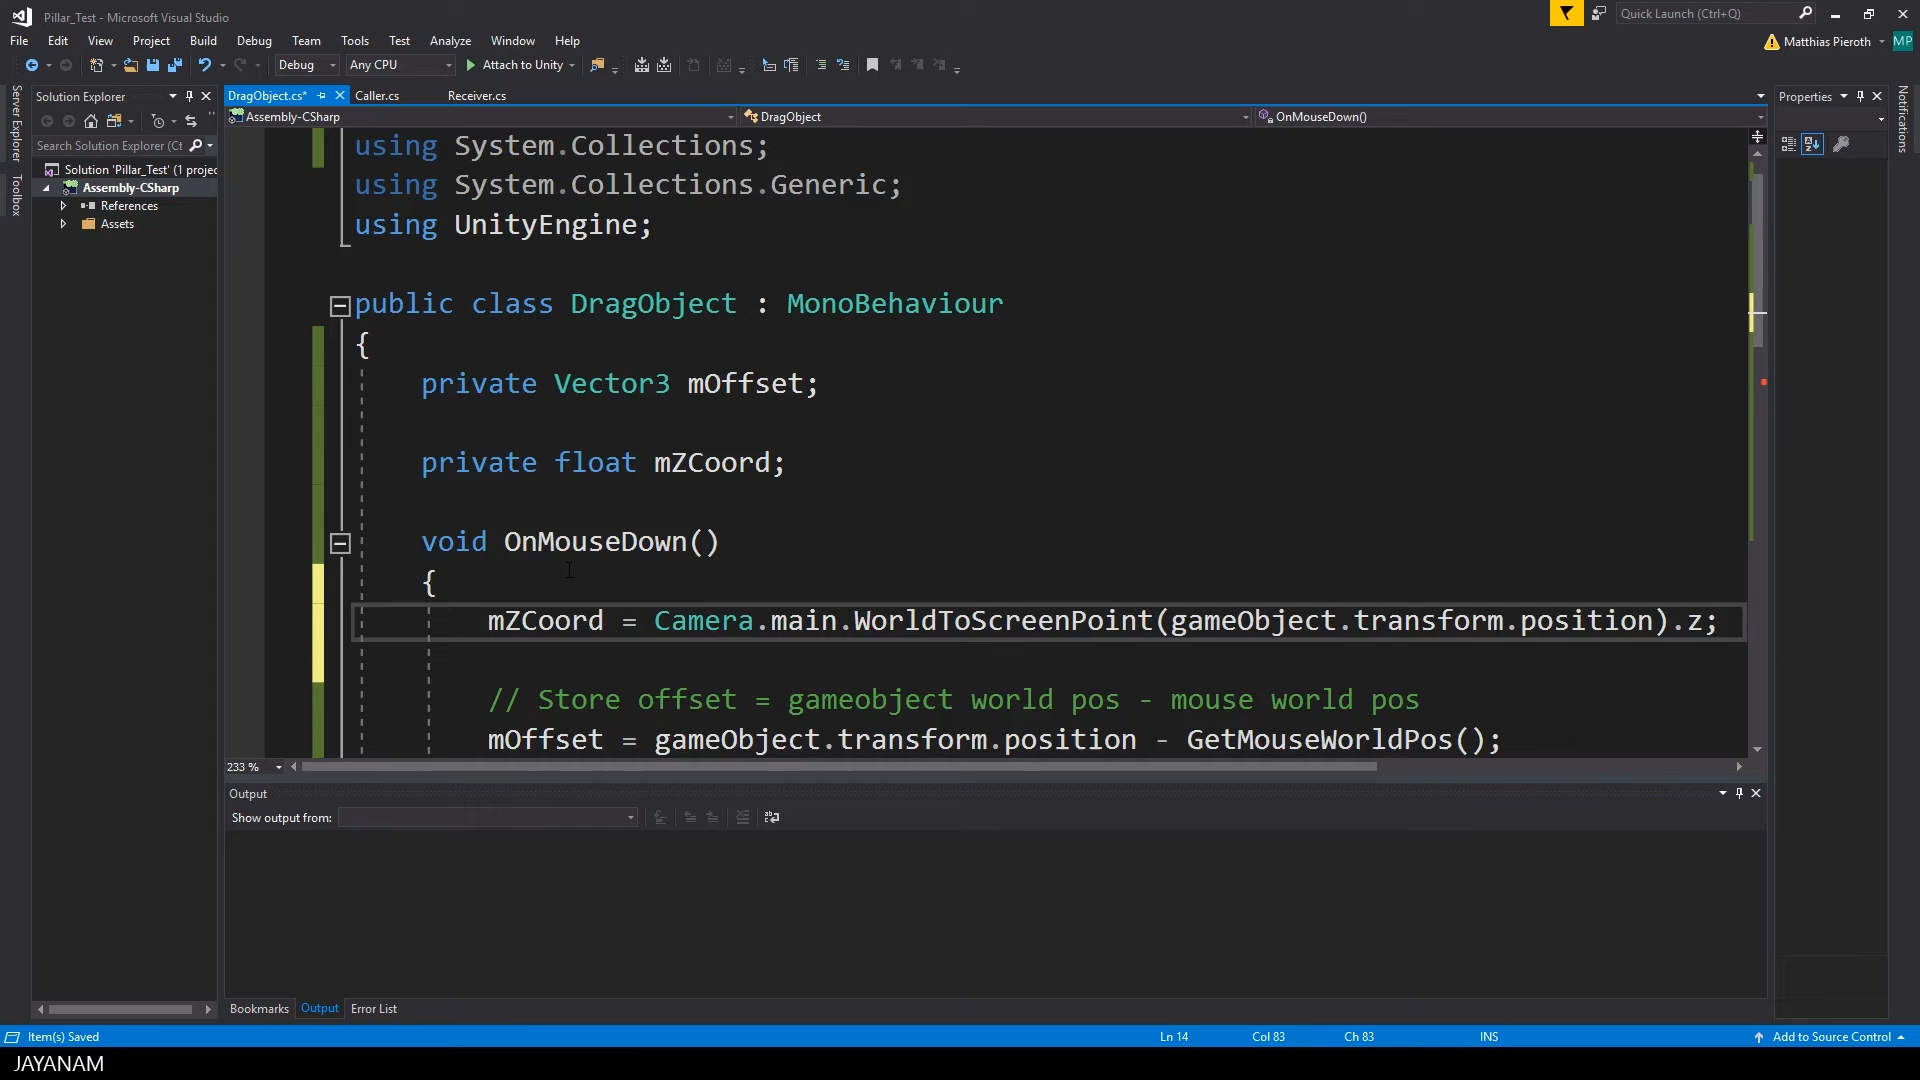 Pillar_Test - Microsoft Visual Studio
Quick Launch (Ctrl+Q)
File Edit View Project Build Debug Team Tools Test Analyze Window Help
Matthias Pieroth MP
Debug Any CPU Attach to Unity
Server Explorer
Toolbox
Solution Explorer
Search Solution Explorer (Ct
Solution 'Pillar_Test' (1 projec
Assembly-CSharp
References
Assets
DragObject.cs* Caller.cs Receiver.cs
Assembly-CSharp DragObject OnMouseDown()
using System.Collections;
using System.Collections.Generic;
using UnityEngine;
public class DragObject : MonoBehaviour
{
private Vector3 mOffset;
private float mZCoord;
void OnMouseDown()
{
mZCoord = Camera.main.WorldToScreenPoint(gameObject.transform.position).z;
// Store offset = gameobject world pos - mouse world pos
mOffset = gameObject.transform.position - GetMouseWorldPos();
233 %
Output
Show output from:
Bookmarks Output Error List
Properties
Notifications
Item(s) Saved
Ln 14 Col 83 Ch 83 INS
Add to Source Control
JAYANAM